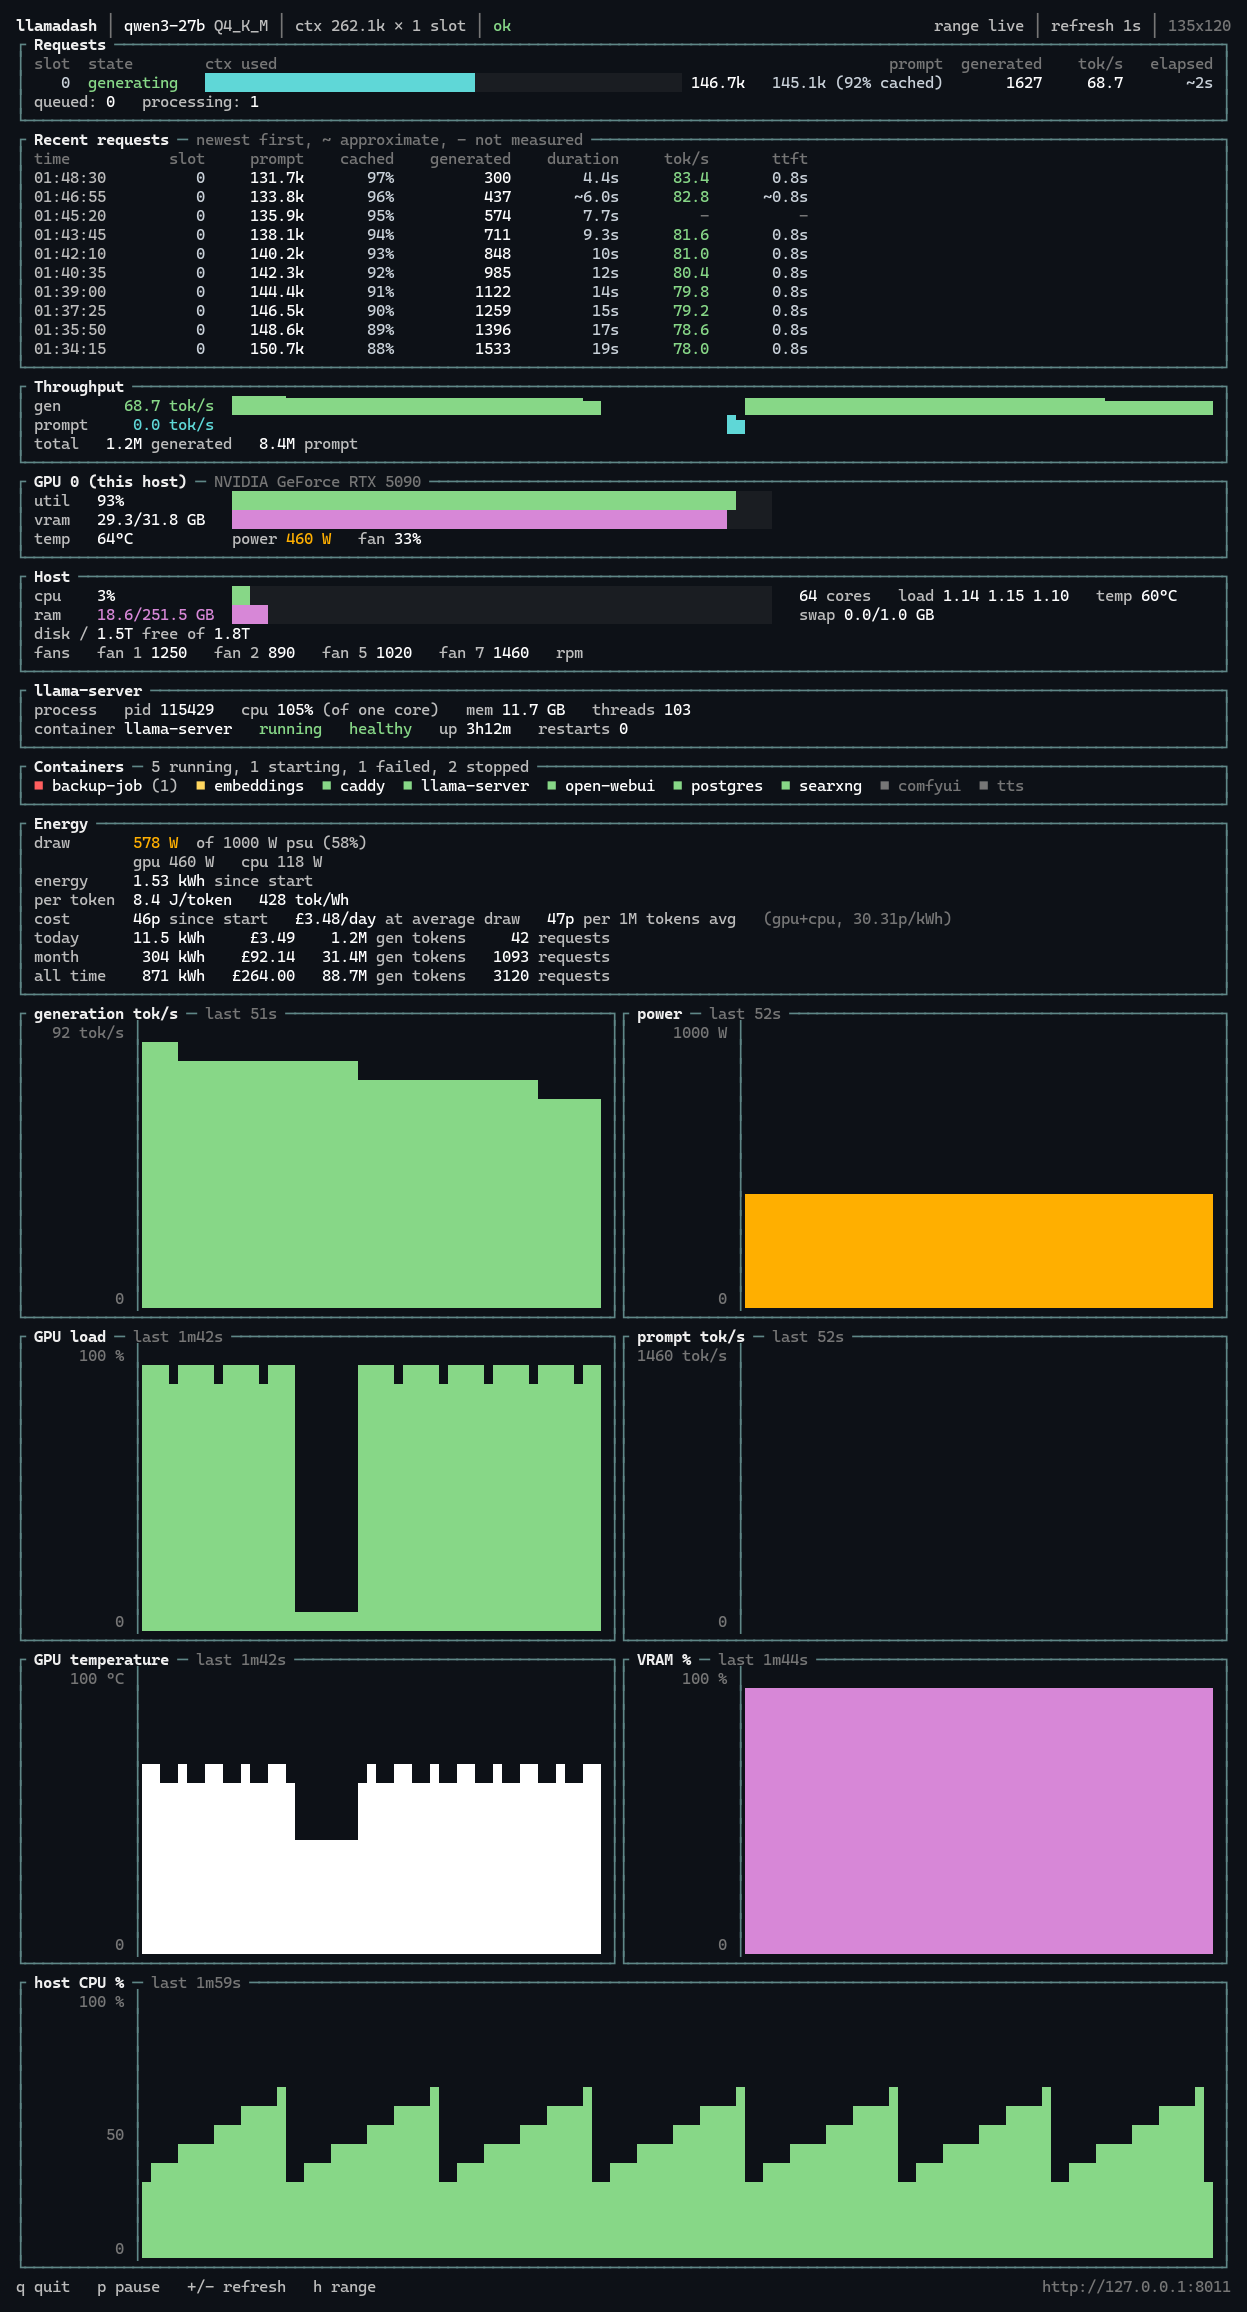 llamadash │ qwen3-27b Q4_K_M │ ctx 262.1k × 1 slot │ ok range live │ refresh 1s │ 135x120
Requests
slot state ctx used prompt generated tok/s elapsed
0 generating 146.7k 145.1k (92% cached) 1627 68.7 ~2s
queued: 0 processing: 1
Recent requests — newest first, ~ approximate, — not measured
time slot prompt cached generated duration tok/s ttft
01:48:30 0 131.7k 97% 300 4.4s 83.4 0.8s
01:46:55 0 133.8k 96% 437 ~6.0s 82.8 ~0.8s
01:45:20 0 135.9k 95% 574 7.7s — —
01:43:45 0 138.1k 94% 711 9.3s 81.6 0.8s
01:42:10 0 140.2k 93% 848 10s 81.0 0.8s
01:40:35 0 142.3k 92% 985 12s 80.4 0.8s
01:39:00 0 144.4k 91% 1122 14s 79.8 0.8s
01:37:25 0 146.5k 90% 1259 15s 79.2 0.8s
01:35:50 0 148.6k 89% 1396 17s 78.6 0.8s
01:34:15 0 150.7k 88% 1533 19s 78.0 0.8s
Throughput
gen 68.7 tok/s
prompt 0.0 tok/s
total 1.2M generated 8.4M prompt
GPU 0 (this host) — NVIDIA GeForce RTX 5090
util 93%
vram 29.3/31.8 GB
temp 64°C power 460 W fan 33%
Host
cpu 3% 64 cores load 1.14 1.15 1.10 temp 60°C
ram 18.6/251.5 GB swap 0.0/1.0 GB
disk / 1.5T free of 1.8T
fans fan 1 1250 fan 2 890 fan 5 1020 fan 7 1460 rpm
llama-server
process pid 115429 cpu 105% (of one core) mem 11.7 GB threads 103
container llama-server running healthy up 3h12m restarts 0
Containers — 5 running, 1 starting, 1 failed, 2 stopped
■ backup-job (1) ■ embeddings ■ caddy ■ llama-server ■ open-webui ■ postgres ■ searxng ■ comfyui ■ tts
Energy
draw 578 W of 1000 W psu (58%)
gpu 460 W cpu 118 W
energy 1.53 kWh since start
per token 8.4 J/token 428 tok/Wh
cost 46p since start £3.48/day at average draw 47p per 1M tokens avg (gpu+cpu, 30.31p/kWh)
today 11.5 kWh £3.49 1.2M gen tokens 42 requests
month 304 kWh £92.14 31.4M gen tokens 1093 requests
all time 871 kWh £264.00 88.7M gen tokens 3120 requests
generation tok/s — last 51s
92 tok/s
0
power — last 52s
1000 W
0
GPU load — last 1m42s
100 %
0
prompt tok/s — last 52s
1460 tok/s
0
GPU temperature — last 1m42s
100 °C
0
VRAM % — last 1m44s
100 %
0
host CPU % — last 1m59s
100 %
50
0
q quit p pause +/- refresh h range http://127.0.0.1:8011